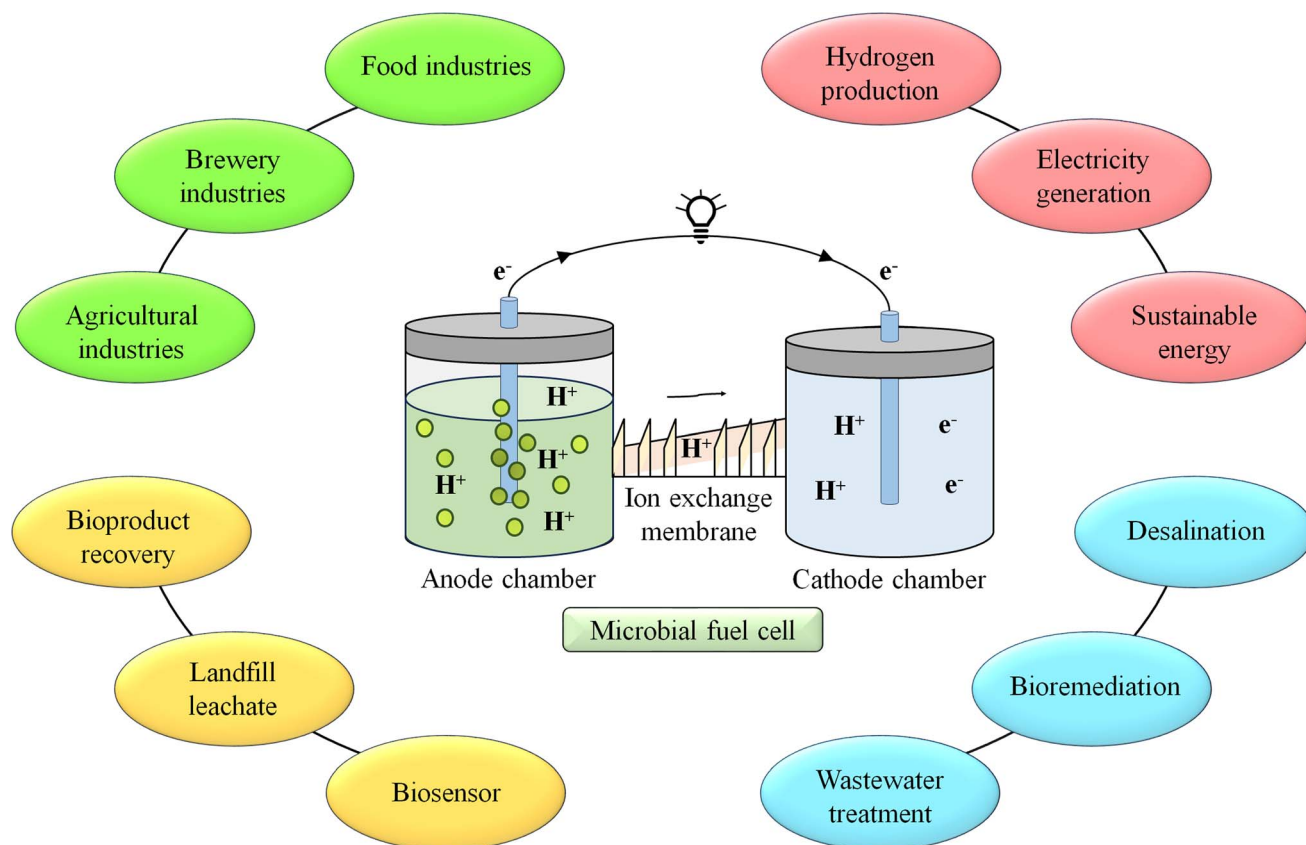 Food industries
Brewery
industries
Agricultural
industries
Hydrogen
production
Electricity
generation
Sustainable
energy
e⁻
e⁻
H⁺
H⁺
H⁺
H⁺
H⁺
H⁺
e⁻
H⁺
e⁻
Ion exchange
membrane
Anode chamber
Cathode chamber
Microbial fuel cell
Bioproduct
recovery
Landfill
leachate
Biosensor
Desalination
Bioremediation
Wastewater
treatment